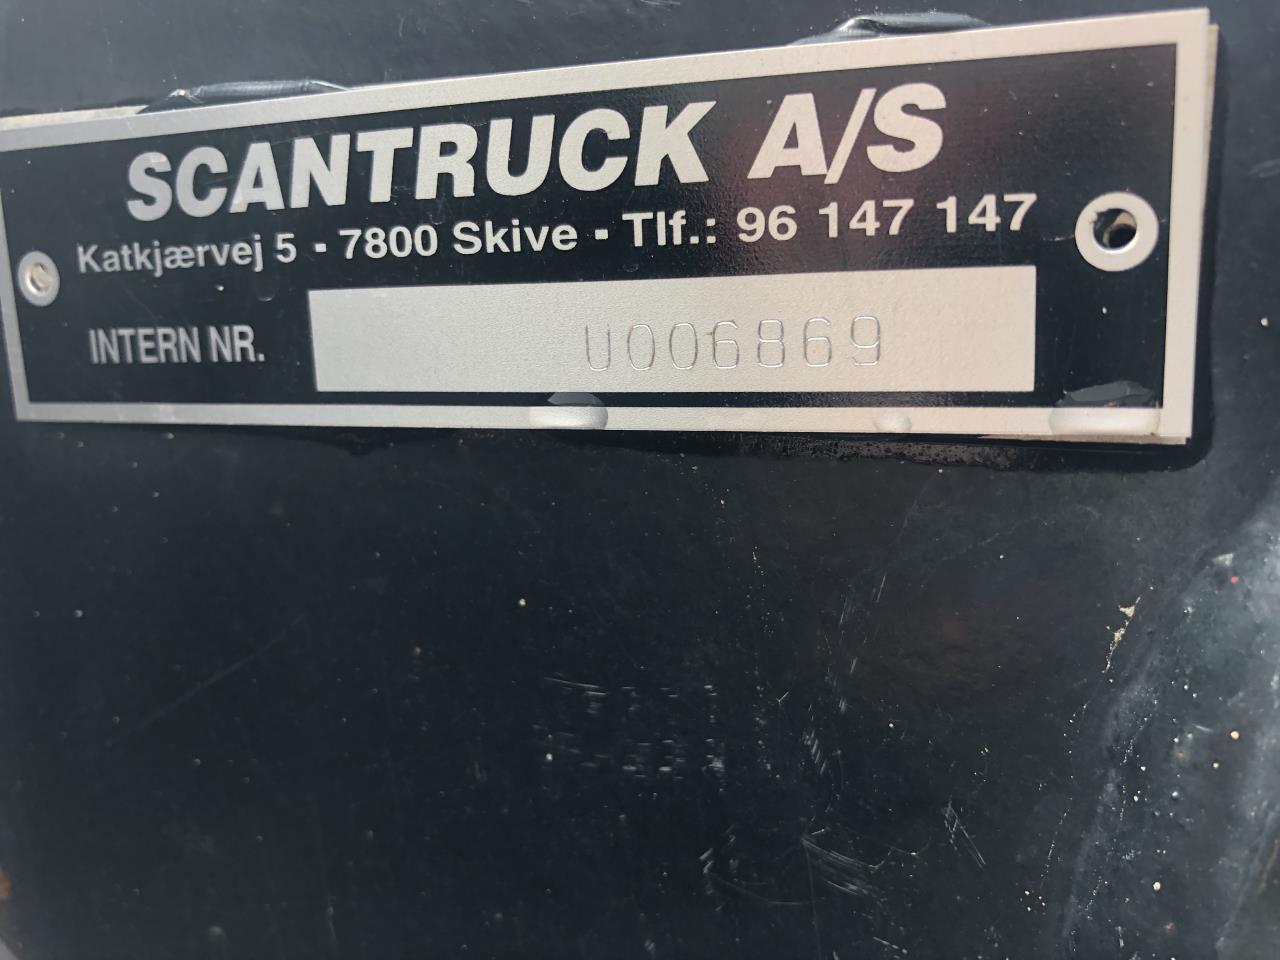 SCANTRUCK A/S
Katkjærvej 5 - 7800 Skive - Tlf.: 96 147 147
INTERN NR. U006869